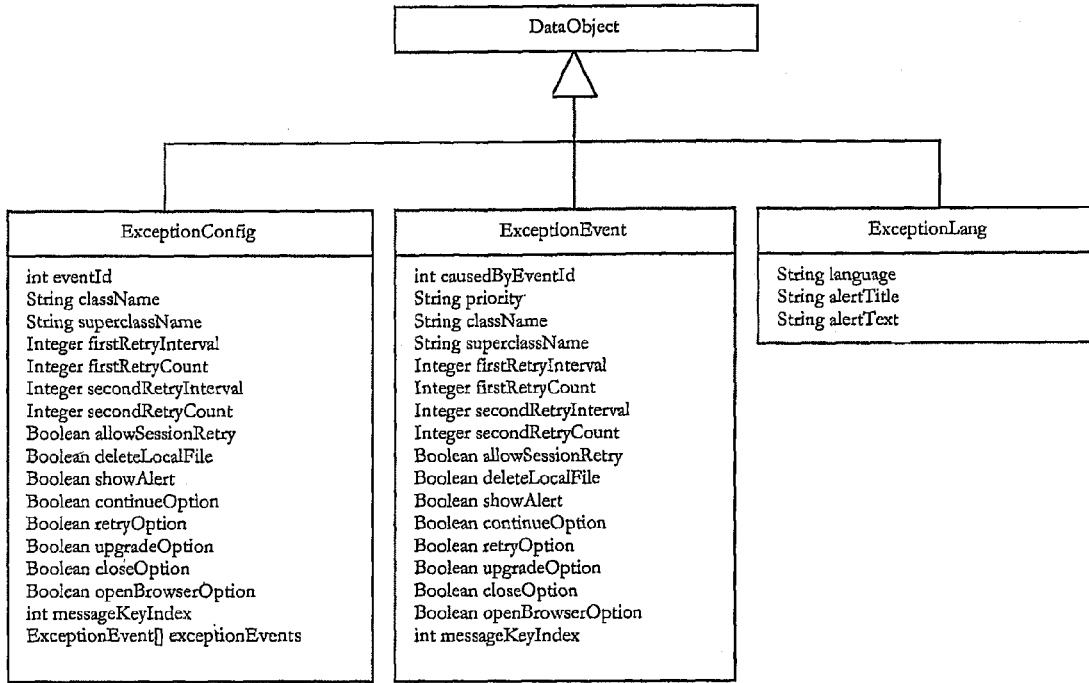 DataObject
ExceptionConfig
int eventId
String className
String superclassName
Integer firstRetryInterval
Integer firstRetryCount
Integer secondRetryInterval
Integer secondRetryCount
Boolean allowSessionRetry
Boolean deleteLocalFile
Boolean showAlert
Boolean continueOption
Boolean retryOption
Boolean upgradeOption
Boolean closeOption
Boolean openBrowserOption
int messageKeyIndex
ExceptionEvent[] exceptionEvents
ExceptionEvent
int causedByEventId
String priority
String className
String superclassName
Integer firstRetryInterval
Integer firstRetryCount
Integer secondRetryInterval
Integer secondRetryCount
Boolean allowSessionRetry
Boolean deleteLocalFile
Boolean showAlert
Boolean continueOption
Boolean retryOption
Boolean upgradeOption
Boolean closeOption
Boolean openBrowserOption
int messageKeyIndex
ExceptionLang
String language
String alertTitle
String alertText